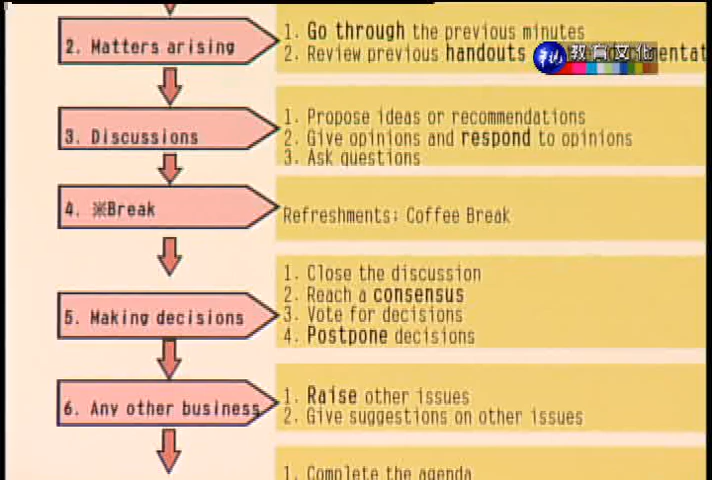 2. Matters arising
1. Go through the previous minutes
2. Review previous handouts
華視 教育文化
3. Discussions
1. Propose ideas or recommendations
2. Give opinions and respond to opinions
3. Ask questions
4. ※Break
Refreshments; Coffee Break
5. Making decisions
1. Close the discussion
2. Reach a consensus
3. Vote for decisions
4. Postpone decisions
6. Any other business
1. Raise other issues
2. Give suggestions on other issues
1. Complete the agenda